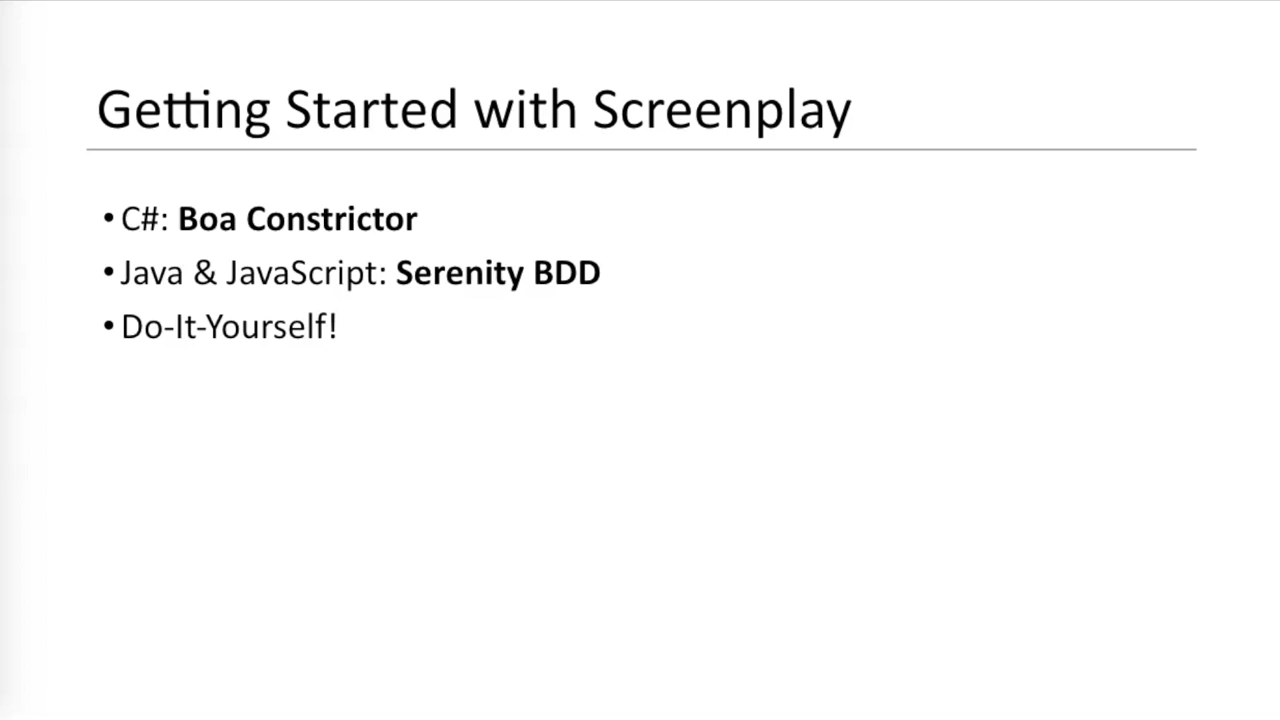 Getting Started with Screenplay
• C#: Boa Constrictor
• Java & JavaScript: Serenity BDD
• Do-It-Yourself!